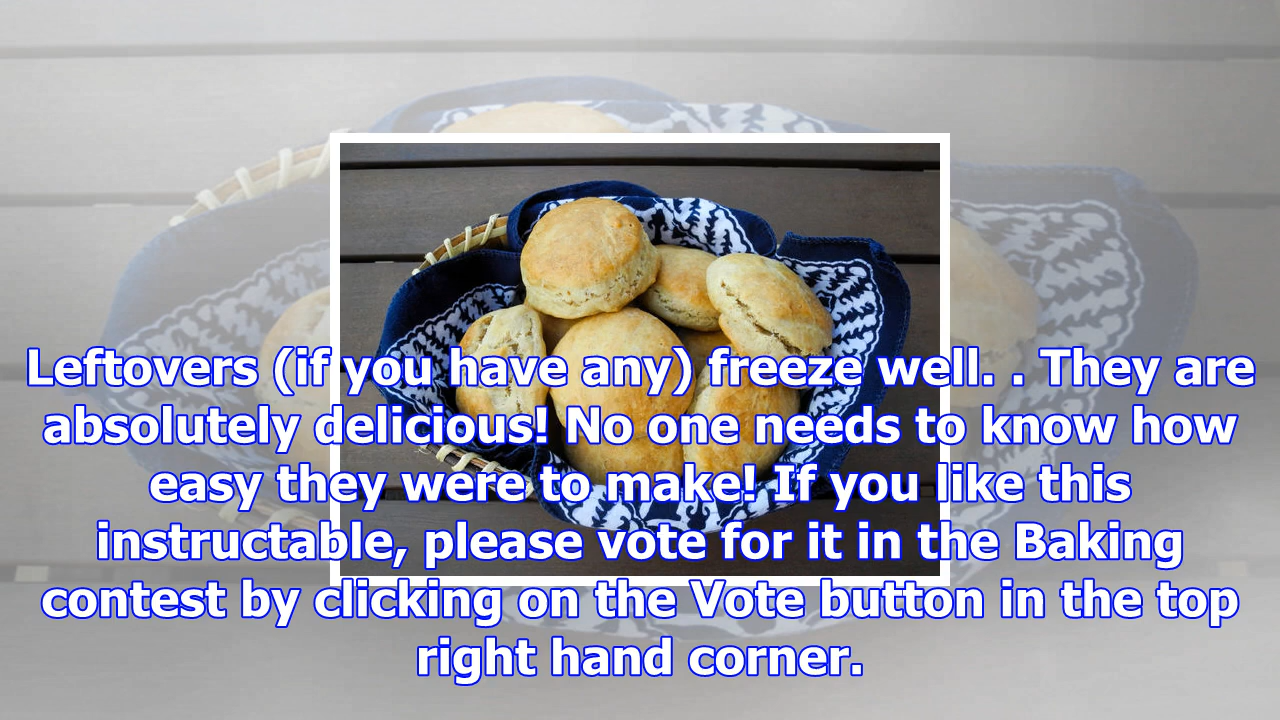 Leftovers (if you have any) freeze well. . They are
absolutely delicious! No one needs to know how
easy they were to make! If you like this
instructable, please vote for it in the Baking
contest by clicking on the Vote button in the top
right hand corner.